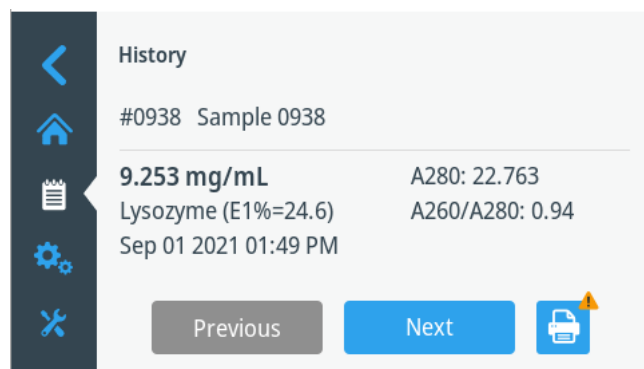 History
#0938 Sample 0938
9.253 mg/mL
A280: 22.763
Lysozyme (E1%=24.6)
A260/A280: 0.94
Sep 01 2021 01:49 PM
Previous
Next